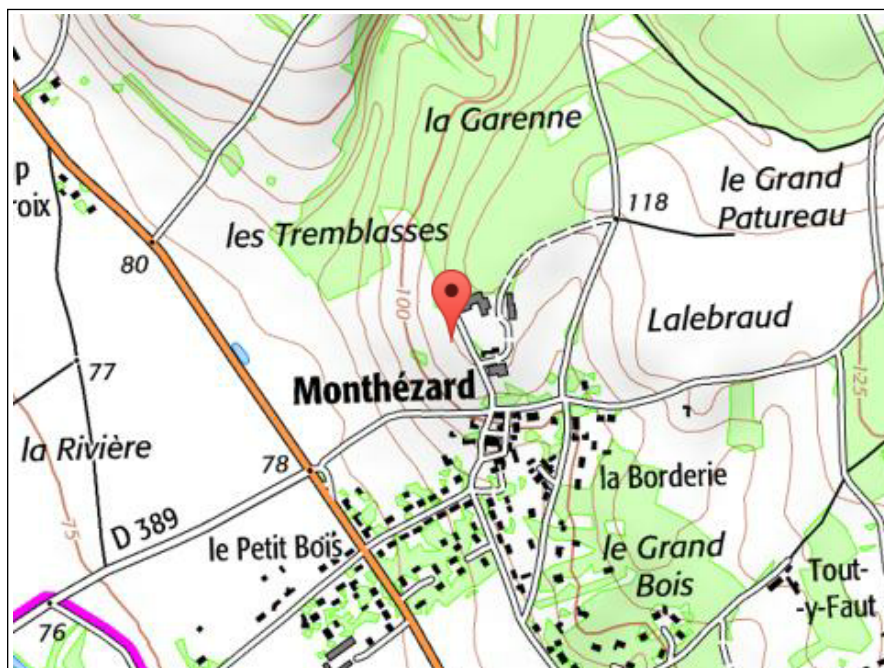 la Garenne
118
le Grand
Patureau
p
roix
les Tremblasses
80
100
Lalebraud
77
Monthézard
125
la Rivière
78
la Borderie
D 389
75
le Petit Bois
le Grand
Bois
Tout-
-y-Faut
76